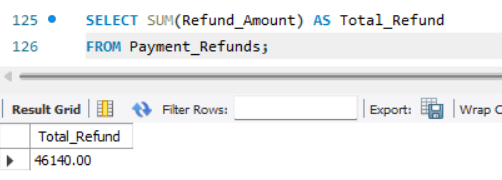 125 SELECT SUM(Refund_Amount) AS Total_Refund
126 FROM Payment_Refunds;
Result Grid Filter Rows: Export: Wrap C
Total_Refund
46140.00